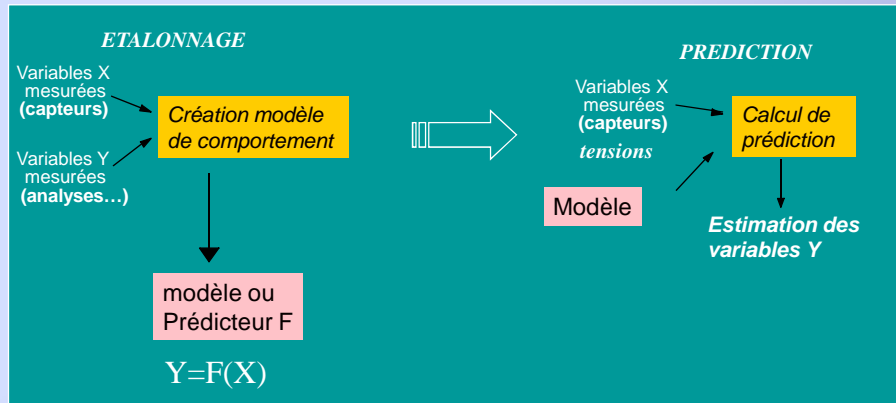 ETALONNAGE
Variables X
mesurées
(capteurs)
Création modèle
de comportement
Variables Y
mesurées
(analyses…)
modèle ou
Prédicteur F
Y=F(X)
PREDICTION
Variables X
mesurées
(capteurs)
tensions
Calcul de
prédiction
Modèle
Estimation des
variables Y